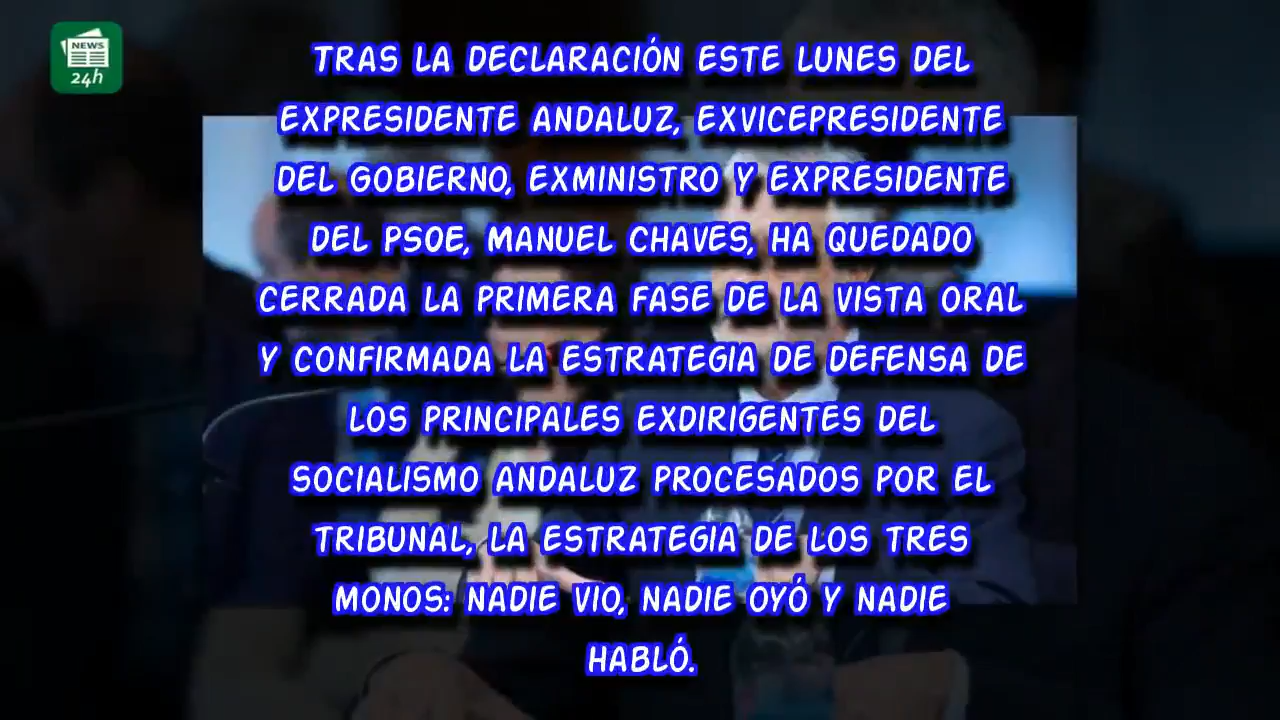 NEWS
24h
TRAS LA DECLARACIÓN ESTE LUNES DEL
EXPRESIDENTE ANDALUZ, EXVICEPRESIDENTE
DEL GOBIERNO, EXMINISTRO Y EXPRESIDENTE
DEL PSOE, MANUEL CHAVES, HA QUEDADO
CERRADA LA PRIMERA FASE DE LA VISTA ORAL
Y CONFIRMADA LA ESTRATEGIA DE DEFENSA DE
LOS PRINCIPALES EXDIRIGENTES DEL
SOCIALISMO ANDALUZ PROCESADOS POR EL
TRIBUNAL, LA ESTRATEGIA DE LOS TRES
MONOS: NADIE VIO, NADIE OYÓ Y NADIE
HABLÓ.